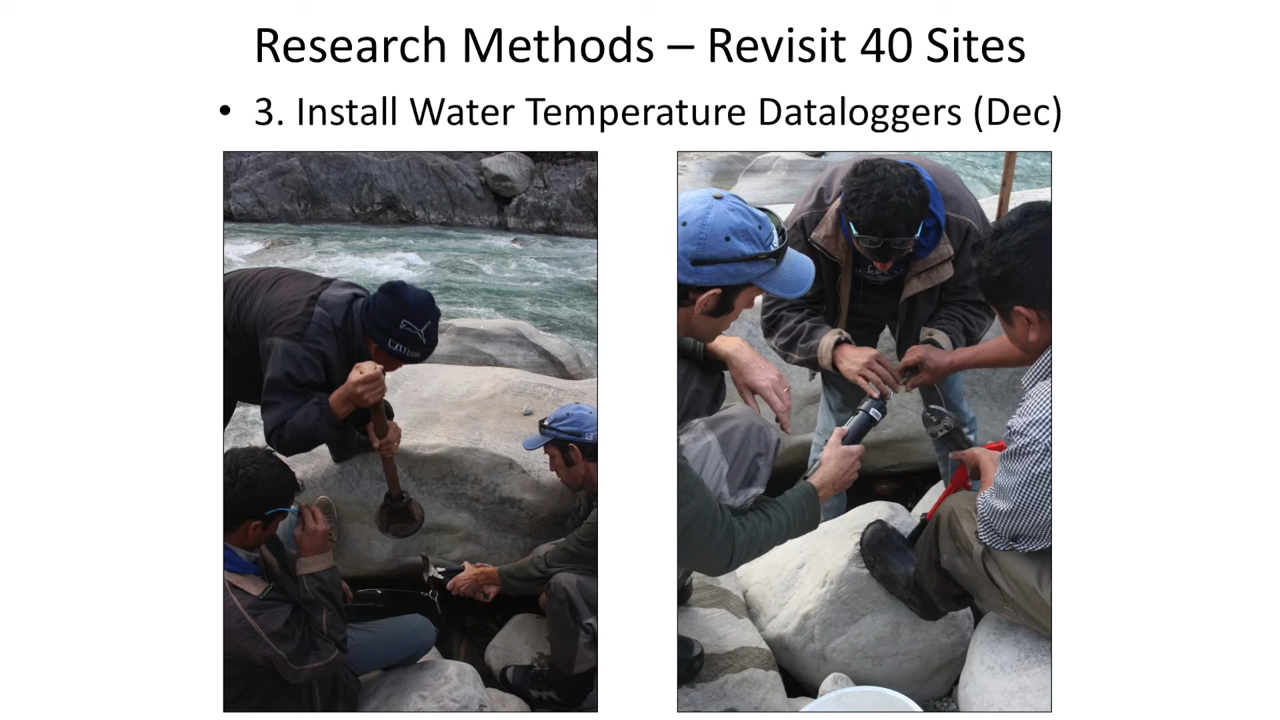 Research Methods – Revisit 40 Sites
• 3. Install Water Temperature Dataloggers (Dec)